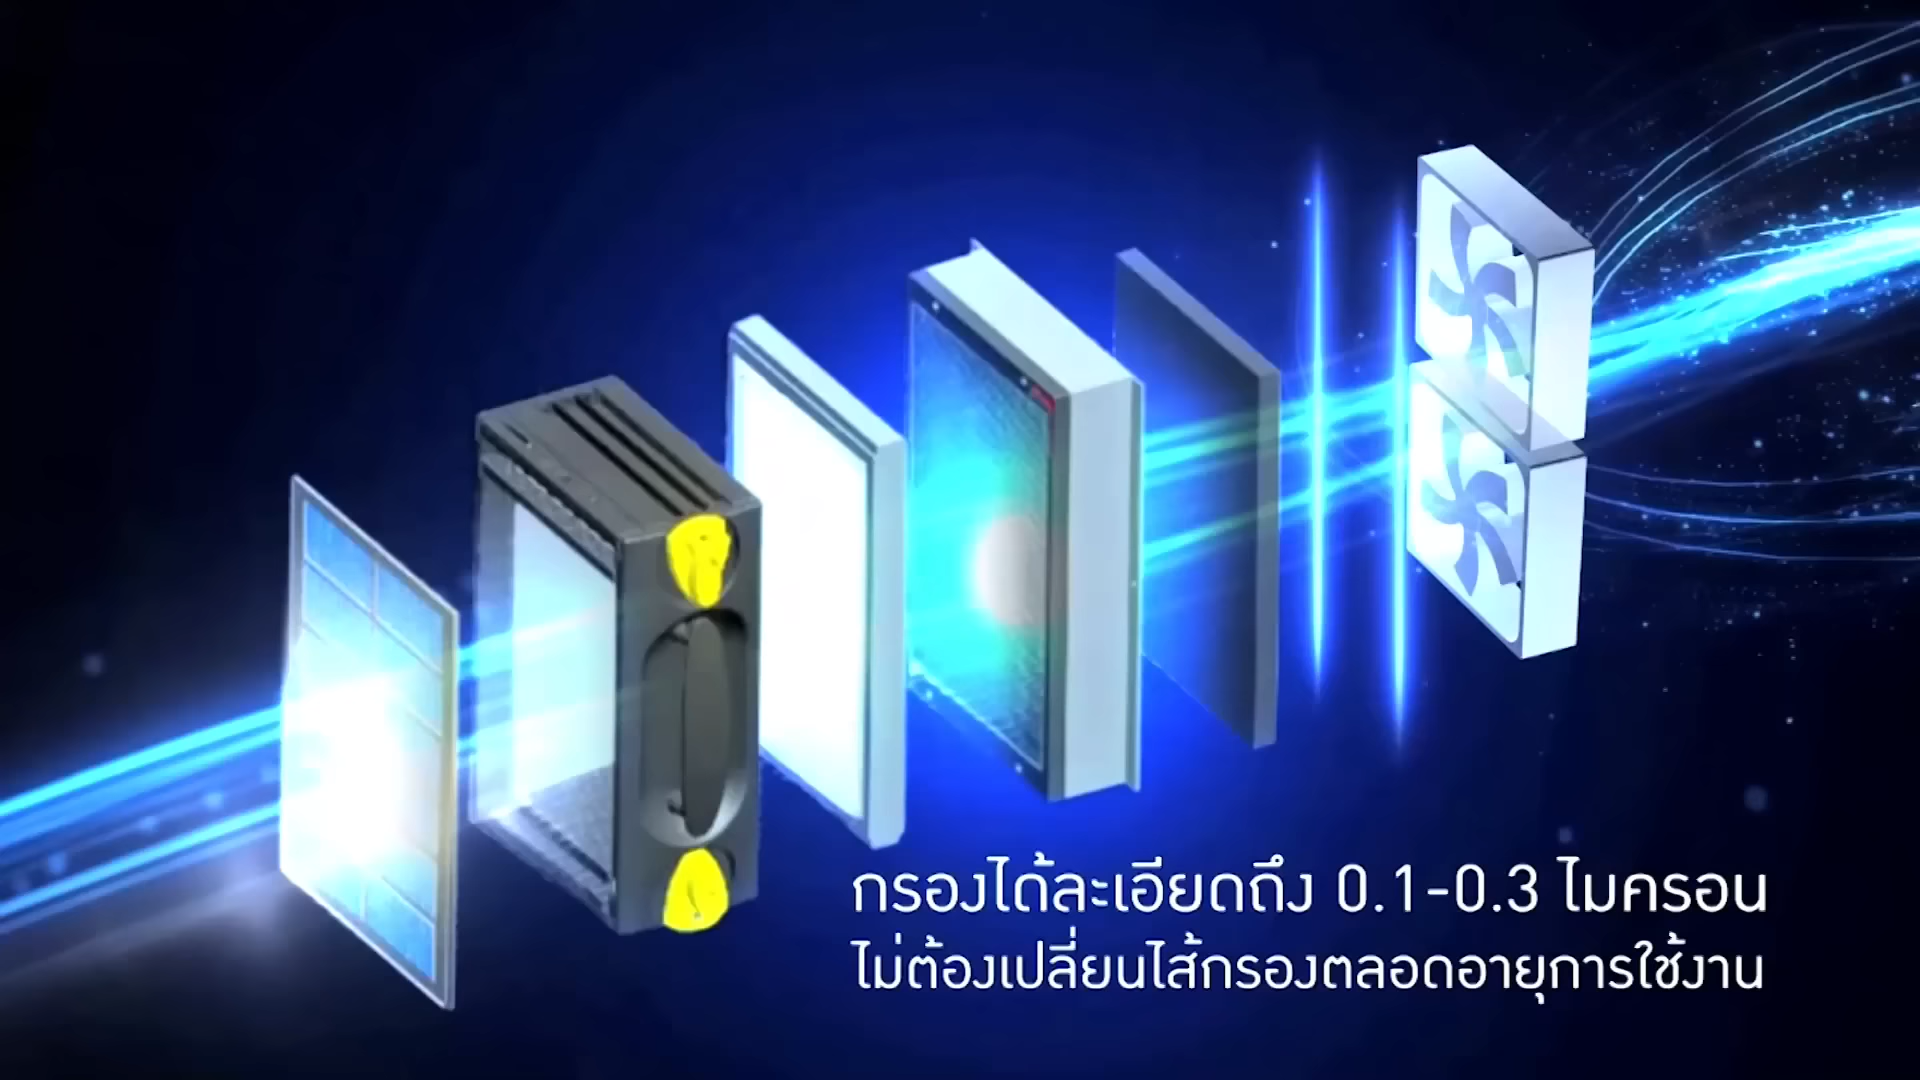 กรองได้ละเอียดถึง 0.1-0.3 ไมครอน
ไม่ต้องเปลี่ยนไส้กรองตลอดอายุการใช้งาน